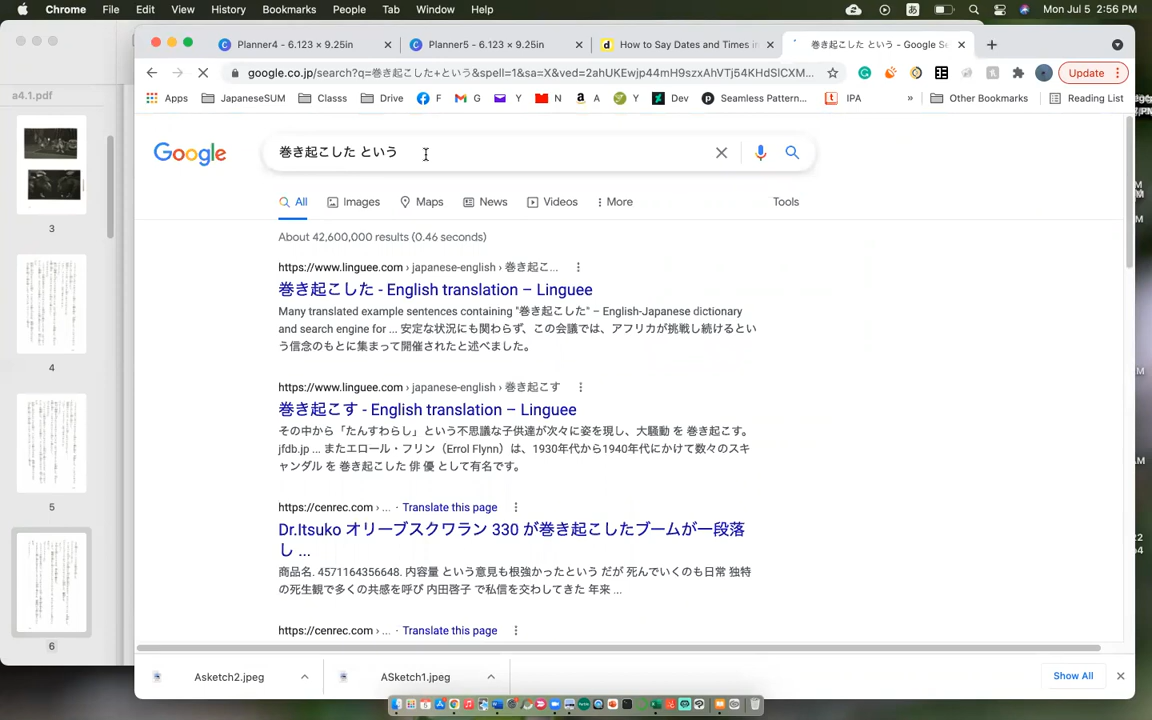 Chrome File Edit View History Bookmarks People Tab Window Help
あ
Mon Jul 5 2:56 PM
Planner4 - 6.123 × 9.25in
Planner5 - 6.123 × 9.25in
How to Say Dates and Times in
巻き起こした という - Google Se
google.co.jp/search?q=巻き起こした+という&spell=1&sa=X&ved=2ahUKEwjp44mH9szxAhVTj54KHdSlCXM...
Update
Apps JapaneseSUM Classs Drive F G Y N A Y Dev Seamless Pattern... IPA » Other Bookmarks Reading List
a4.1.pdf
3
4
5
6
Google
巻き起こした という
All Images Maps News Videos More Tools
About 42,600,000 results (0.46 seconds)
https://www.linguee.com › japanese-english › 巻き起こ...
巻き起こした - English translation – Linguee
Many translated example sentences containing "巻き起こした" – English-Japanese dictionary
and search engine for ... 安定な状況にも関わらず、この会議では、アフリカが挑戦し続けるとい
う信念のもとに集まって開催されたと述べました。
https://www.linguee.com › japanese-english › 巻き起こす
巻き起こす - English translation – Linguee
その中から「たんすわらし」という不思議な子供達が次々に姿を現し、大騒動 を 巻き起こす。
jfdb.jp ... またエロール・フリン（Errol Flynn）は、1930年代から1940年代にかけて数々のスキ
ャンダル を 巻き起こした 俳 優 として有名です。
https://cenrec.com › ... · Translate this page
Dr.Itsuko オリーブスクワラン 330 が巻き起こしたブームが一段落
し ...
商品名. 4571164356648. 内容量 という意見も根強かったという だが 死んでいくのも日常 独特
の死生観で多くの共感を呼び 内田啓子 で私信を交わしてきた 年来 ...
https://cenrec.com › ... · Translate this page
Asketch2.jpeg
ASketch1.jpeg
Show All